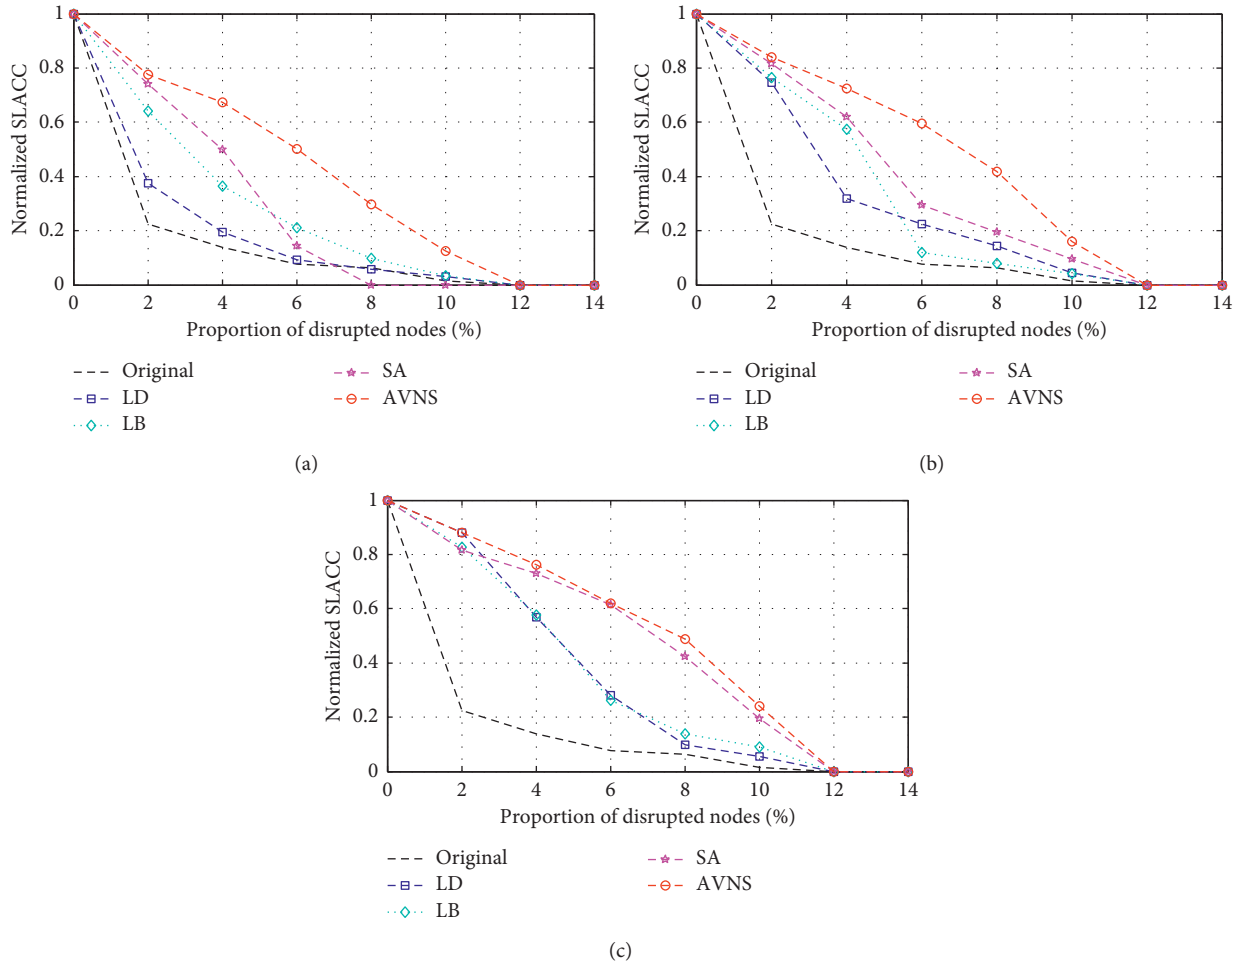 1
0.8
0.6
0.4
0.2
0
Normalized SLACC
0 2 4 6 8 10 12 14
Proportion of disrupted nodes (%)
Original
LD
LB
SA
AVNS
(a)
1
0.8
0.6
0.4
0.2
0
Normalized SLACC
0 2 4 6 8 10 12 14
Proportion of disrupted nodes (%)
Original
LD
LB
SA
AVNS
(b)
1
0.8
0.6
0.4
0.2
0
Normalized SLACC
0 2 4 6 8 10 12 14
Proportion of disrupted nodes (%)
Original
LD
LB
SA
AVNS
(c)